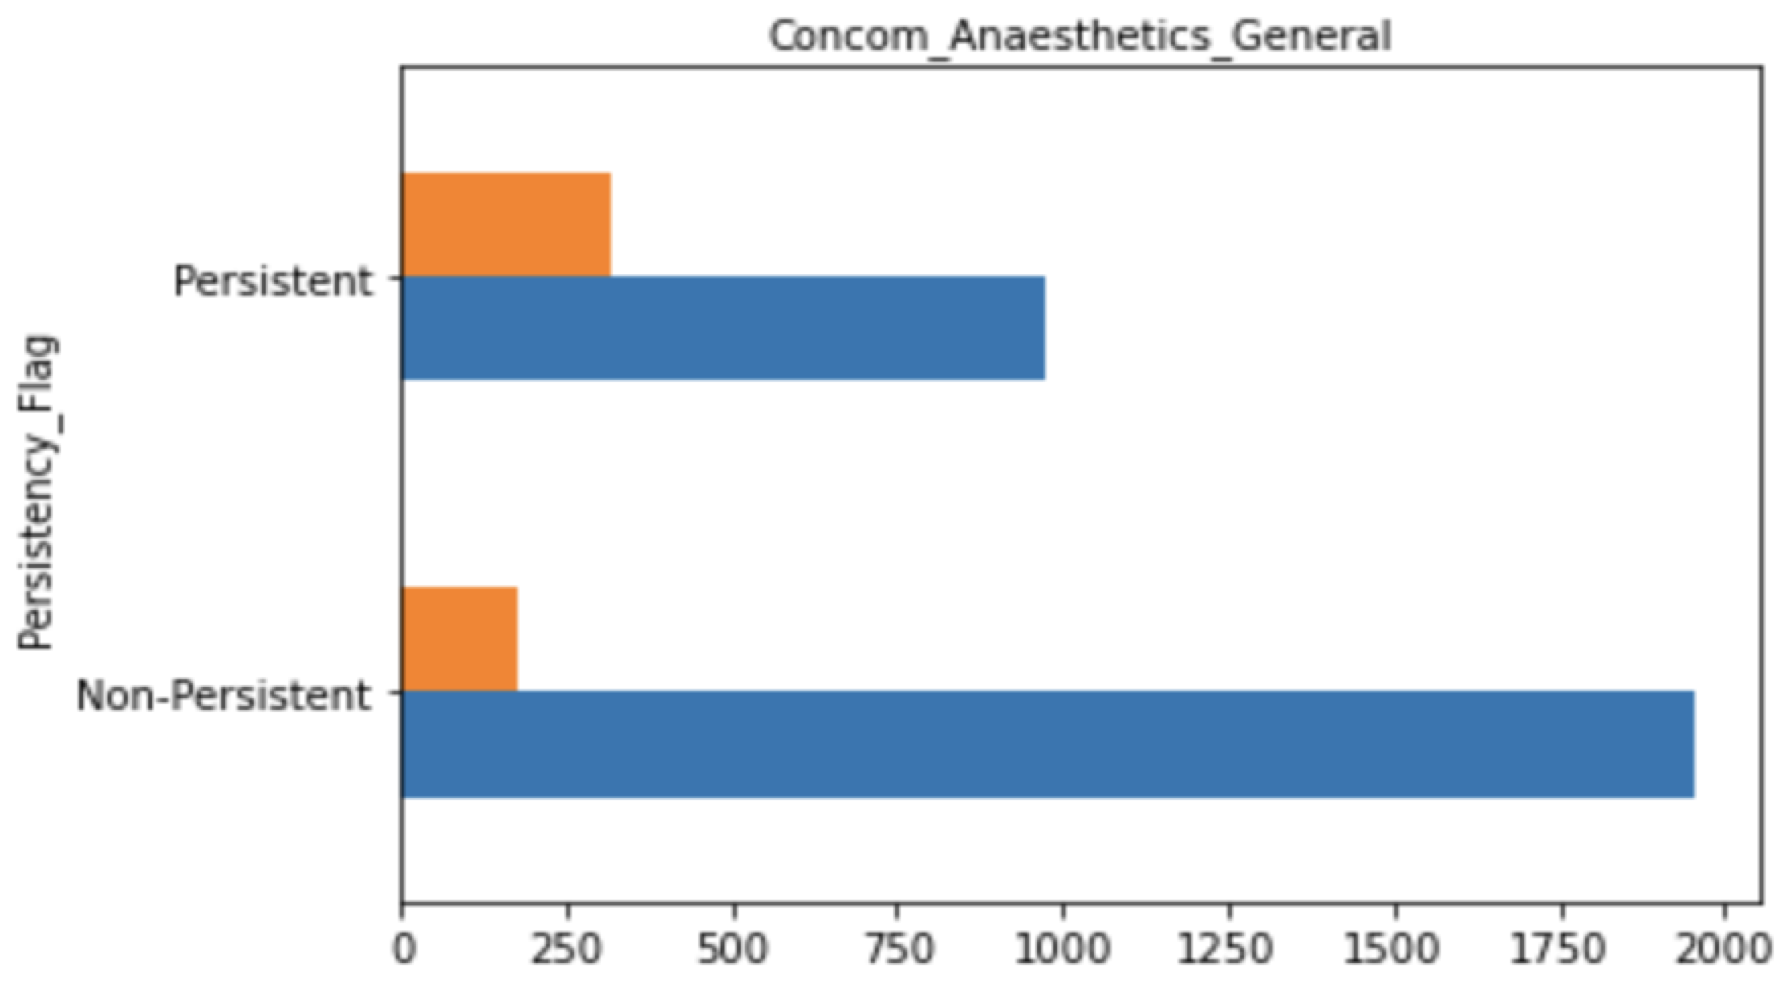 Concom_Anaesthetics_General
Persistency_Flag
Persistent
Non-Persistent
0 250 500 750 1000 1250 1500 1750 2000